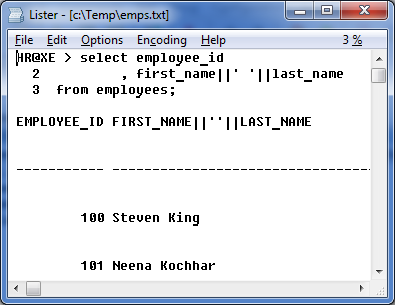 Lister - [c:\Temp\emps.txt]
File Edit Options Encoding Help 3 %
HR@XE > select employee_id
  2          , first_name||' '||last_name
  3  from employees;
EMPLOYEE_ID FIRST_NAME||''||LAST_NAME
----------- ----------------------------------
        100 Steven King
        101 Neena Kochhar